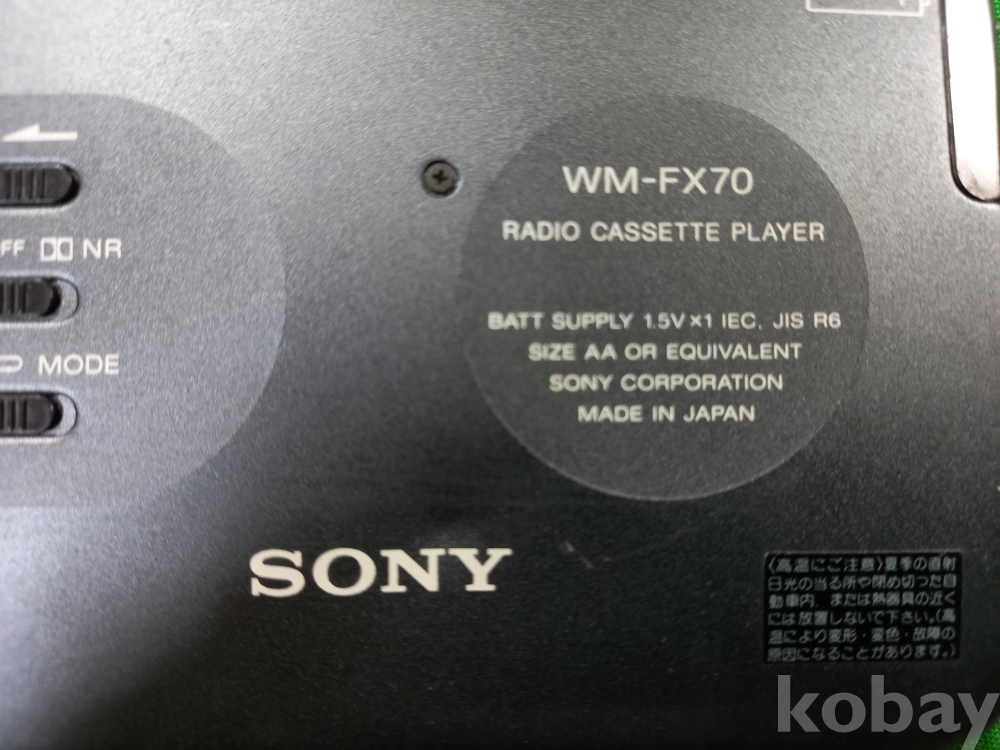 FF DD NR
MODE
WM-FX70
RADIO CASSETTE PLAYER
BATT SUPPLY 1.5V×1 IEC, JIS R6
SIZE AA OR EQUIVALENT
SONY CORPORATION
MADE IN JAPAN
SONY
〈高温にご注意〉夏季の直射
日光の当る所や閉め切つた自
動車内、または熱器具の近く
には放置しないで下さい。(高
温により変形・変色・故障の
原因になることがあります。)
kobay